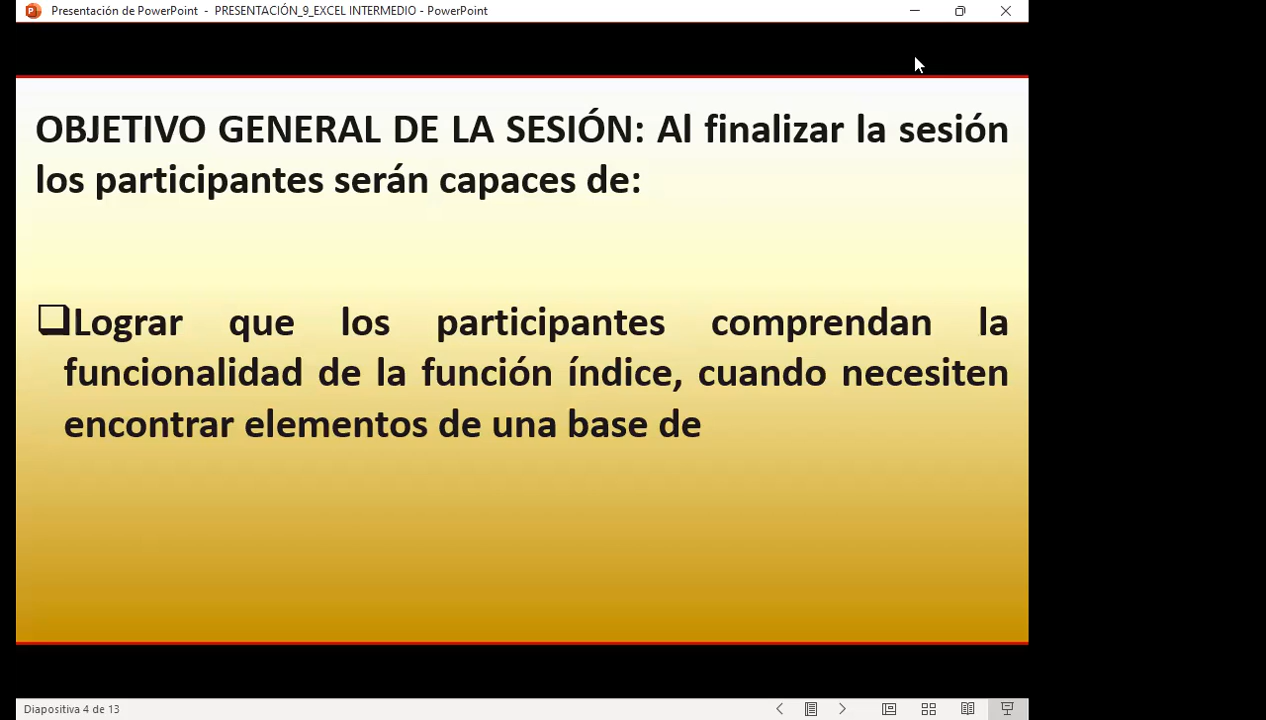 Presentación de PowerPoint - PRESENTACIÓN_9_EXCEL INTERMEDIO - PowerPoint
OBJETIVO GENERAL DE LA SESIÓN: Al finalizar la sesión
los participantes serán capaces de:
Lograr que los participantes comprendan la
funcionalidad de la función índice, cuando necesiten
encontrar elementos de una base de
Diapositiva 4 de 13